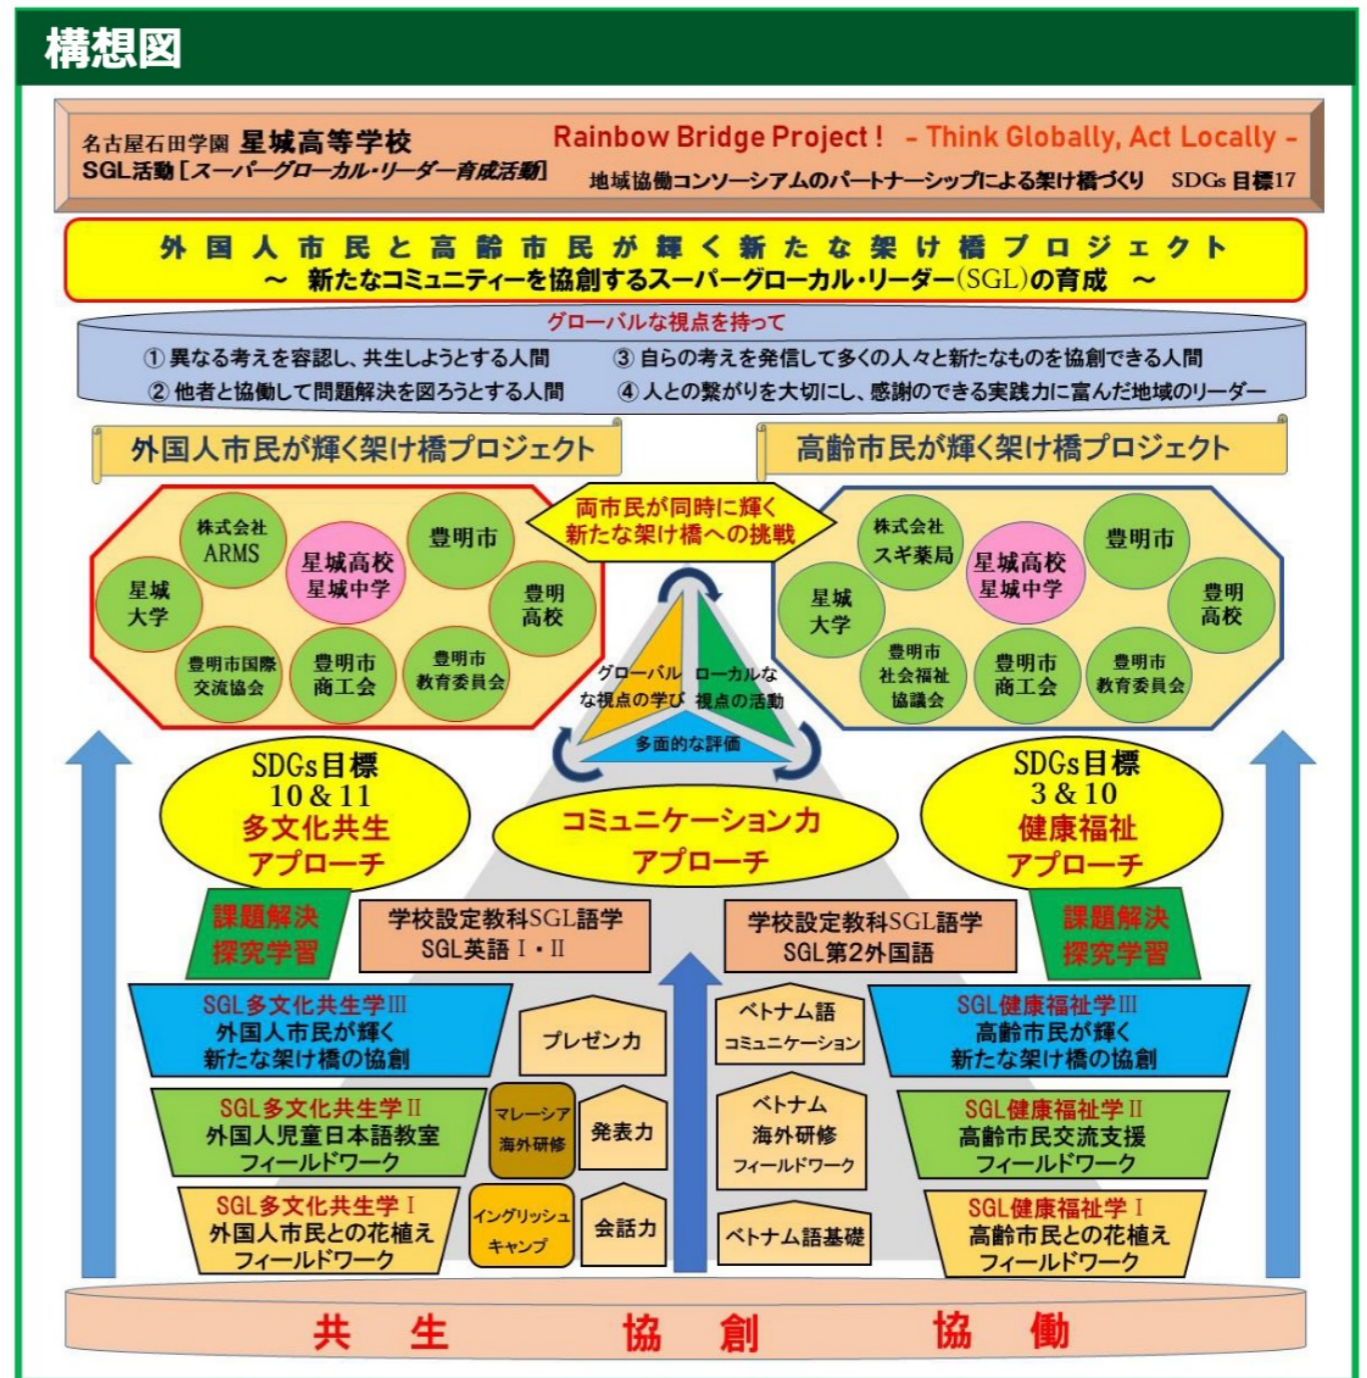 構想図
名古屋石田学園 星城高等学校
SGL活動[スーパーグローカル・リーダー育成活動]
Rainbow Bridge Project! - Think Globally, Act Locally -
地域協働コンソーシアムのパートナーシップによる架け橋づくり SDGs 目標17
外国人市民と高齢市民が輝く新たな架け橋プロジェクト
～ 新たなコミュニティーを協創するスーパーグローカル・リーダー(SGL)の育成 ～
グローバルな視点を持って
① 異なる考えを容認し、共生しようとする人間
② 他者と協働して問題解決を図ろうとする人間
③ 自らの考えを発信して多くの人々と新たなものを協創できる人間
④ 人との繋がりを大切にし、感謝のできる実践力に富んだ地域のリーダー
外国人市民が輝く架け橋プロジェクト
高齢市民が輝く架け橋プロジェクト
両市民が同時に輝く
新たな架け橋への挑戦
株式会社
ARMS
星城高校
星城中学
豊明市
星城
大学
豊明
高校
豊明市国際
交流協会
豊明市
商工会
豊明市
教育委員会
株式会社
スギ薬局
星城高校
星城中学
豊明市
星城
大学
豊明
高校
豊明市
社会福祉
協議会
豊明市
商工会
豊明市
教育委員会
グローバル
な視点の学び
ローカルな
視点の活動
多面的な評価
SDGs目標
10 & 11
多文化共生
アプローチ
コミュニケーション力
アプローチ
SDGs目標
3 & 10
健康福祉
アプローチ
課題解決
探究学習
学校設定教科SGL語学
SGL英語Ⅰ・Ⅱ
学校設定教科SGL語学
SGL第2外国語
課題解決
探究学習
SGL多文化共生学Ⅲ
外国人市民が輝く
新たな架け橋の協創
プレゼン力
ベトナム語
コミュニケーション
SGL健康福祉学Ⅲ
高齢市民が輝く
新たな架け橋の協創
SGL多文化共生学Ⅱ
外国人児童日本語教室
フィールドワーク
マレーシア
海外研修
発表力
ベトナム
海外研修
フィールドワーク
SGL健康福祉学Ⅱ
高齢市民交流支援
フィールドワーク
SGL多文化共生学Ⅰ
外国人市民との花植え
フィールドワーク
イングリッシュ
キャンプ
会話力
ベトナム語基礎
SGL健康福祉学Ⅰ
高齢市民との花植え
フィールドワーク
共生 協創 協働